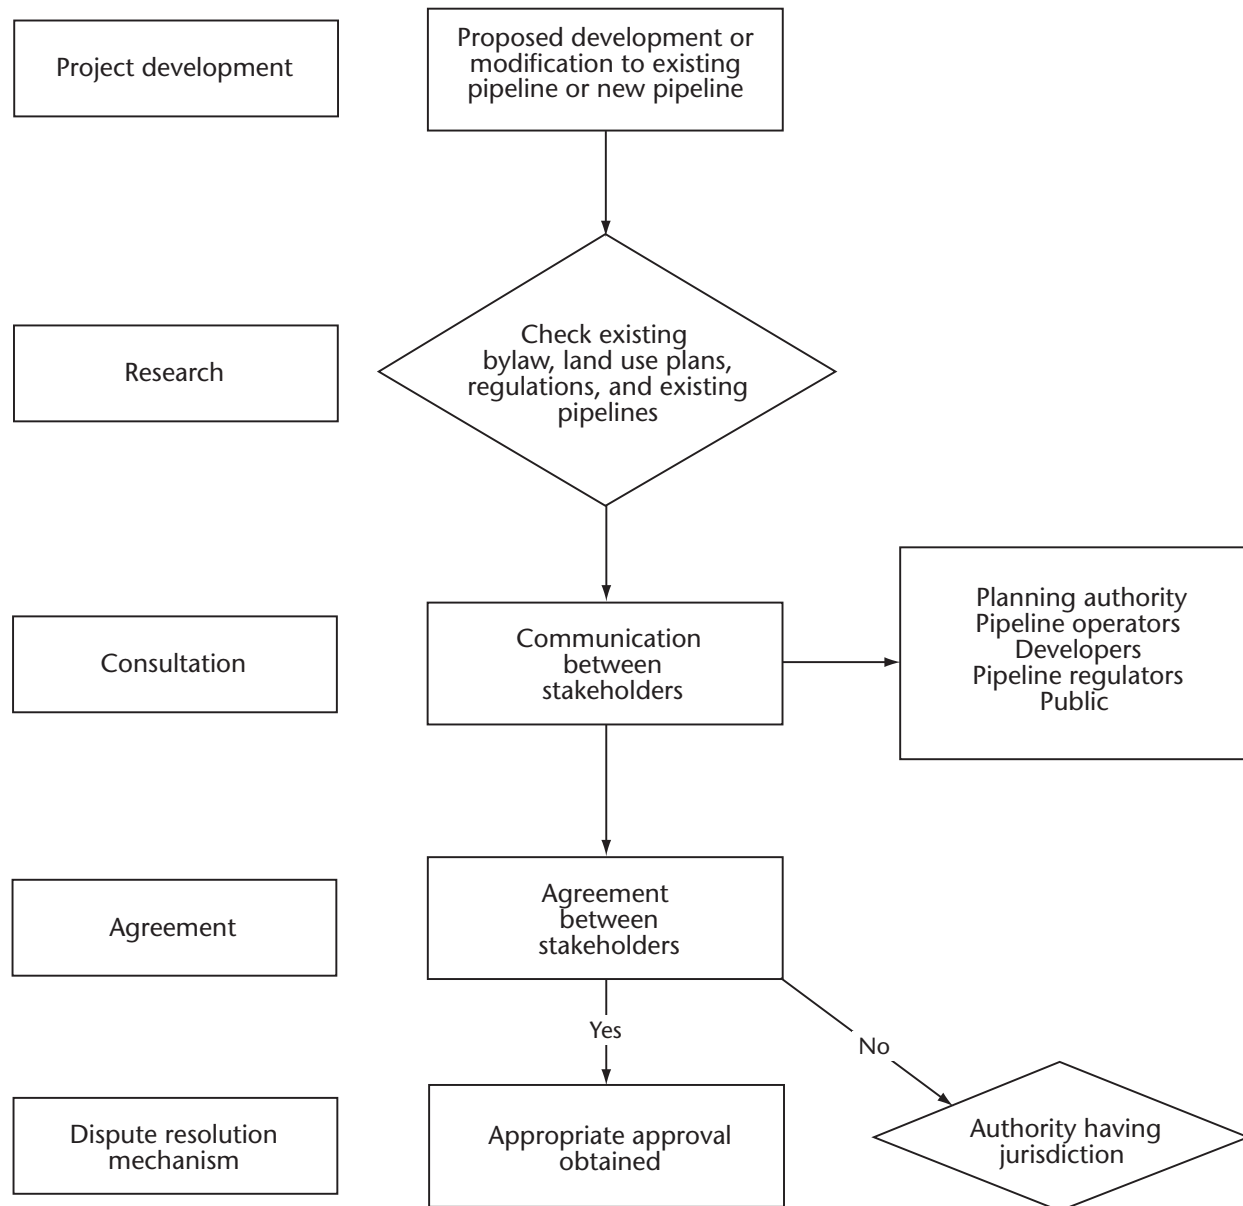 Project development
Proposed development or
modification to existing
pipeline or new pipeline
Research
Check existing
bylaw, land use plans,
regulations, and existing
pipelines
Consultation
Communication
between
stakeholders
Planning authority
Pipeline operators
Developers
Pipeline regulators
Public
Agreement
Agreement
between
stakeholders
Yes
No
Dispute resolution
mechanism
Appropriate approval
obtained
Authority having
jurisdiction